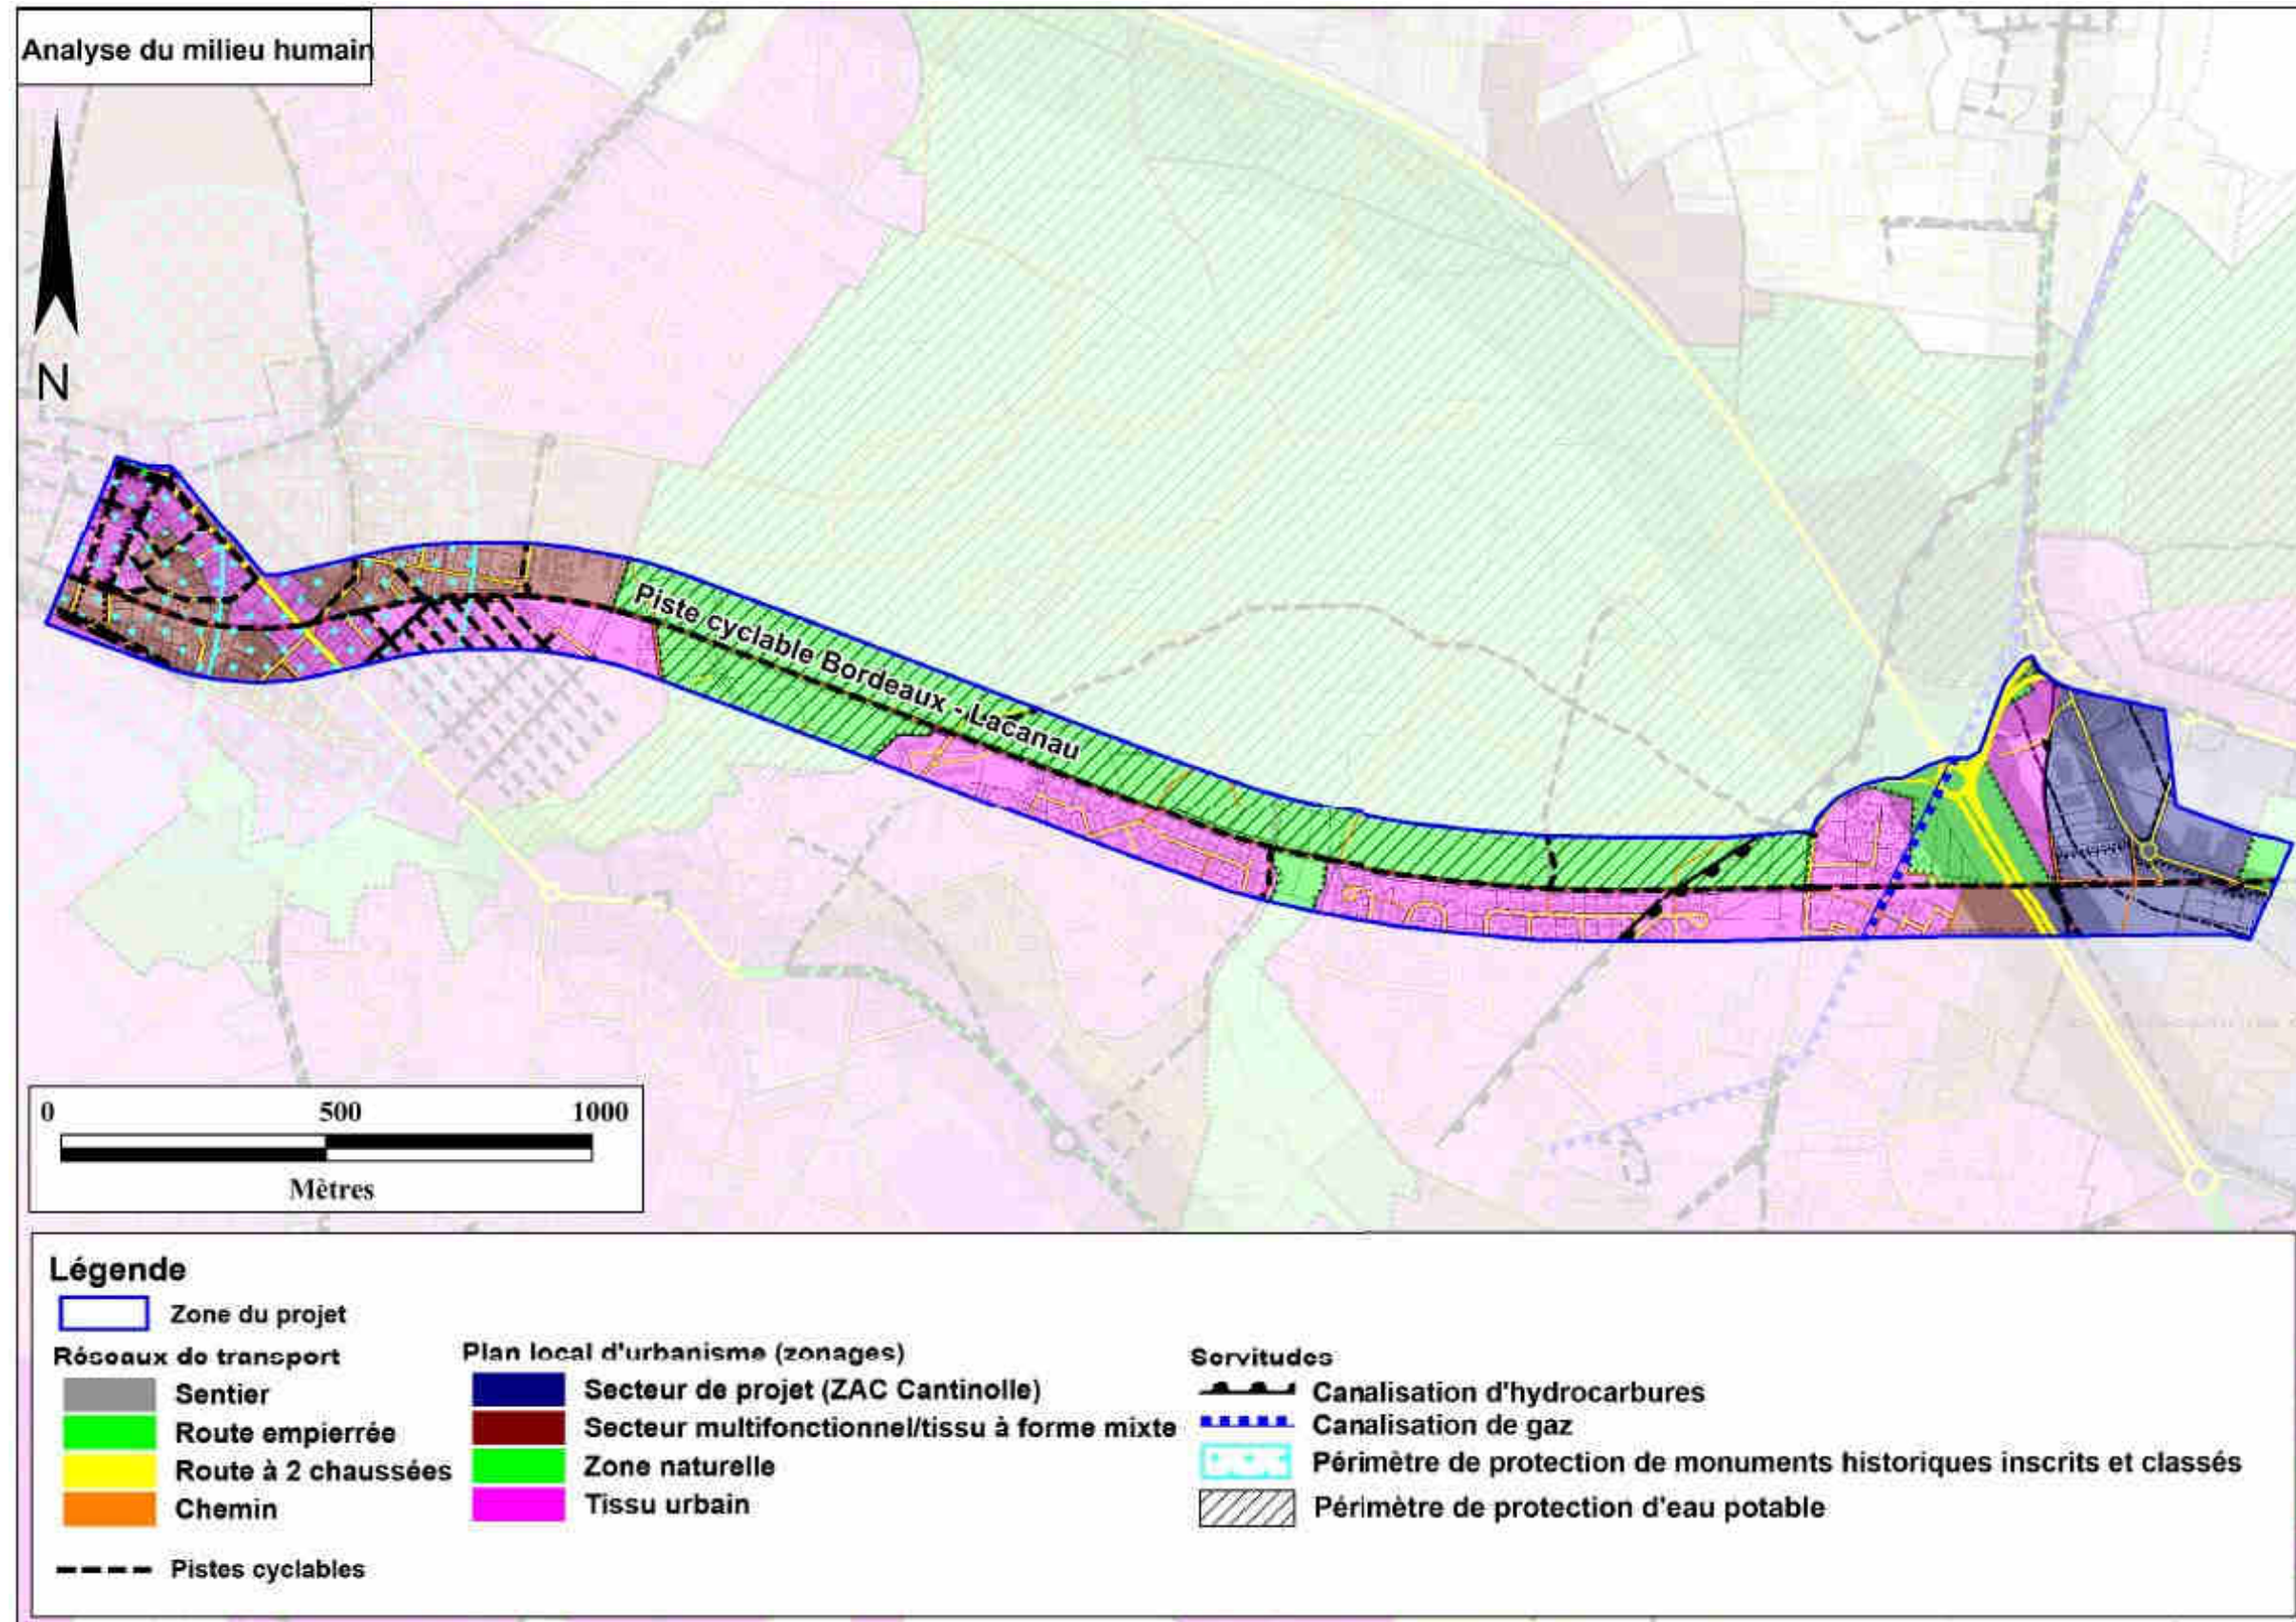 Analyse du milieu humain
N
Piste cyclable Bordeaux - Lacanau
0 500 1000
Mètres
Légende
Zone du projet
Réseaux de transport
Sentier
Route empierrée
Route à 2 chaussées
Chemin
Pistes cyclables
Plan local d'urbanisme (zonages)
Secteur de projet (ZAC Cantinolle)
Secteur multifonctionnel/tissu à forme mixte
Zone naturelle
Tissu urbain
Servitudes
Canalisation d'hydrocarbures
Canalisation de gaz
Périmètre de protection de monuments historiques inscrits et classés
Périmètre de protection d'eau potable